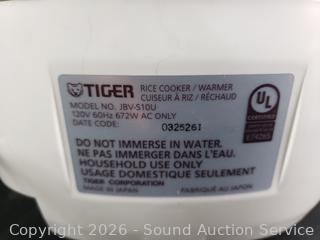 TIGER
RICE COOKER / WARMER
CUISEUR À RIZ / RÉCHAUD
MODEL NO. JBV-S10U
120V 60Hz 672W AC ONLY
DATE CODE: 0325261
UL
DO NOT IMMERSE IN WATER.
NE PAS IMMERGER DANS L'EAU.
HOUSEHOLD USE ONLY
USAGE DOMESTIQUE SEULEMENT
TIGER CORPORATION
MADE IN JAPAN FABRIQUÉ AU JAPON
Copyright © 2026 - Sound Auction Service